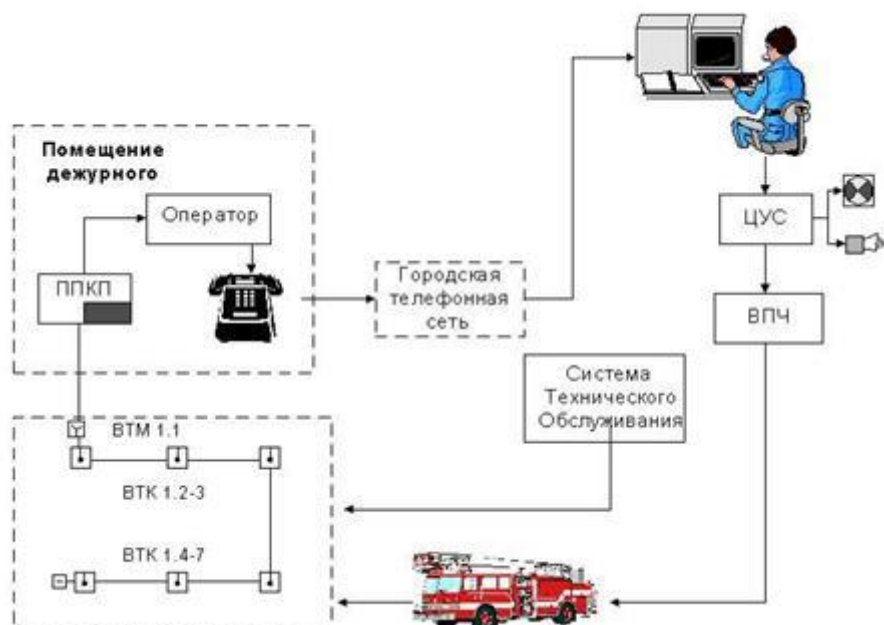 Помещение
дежурного
Оператор
ППКП
Городская
телефонная
сеть
ЦУС
ВПЧ
Система
Технического
Обслуживания
ВТМ 1.1
ВТК 1.2-3
ВТК 1.4-7